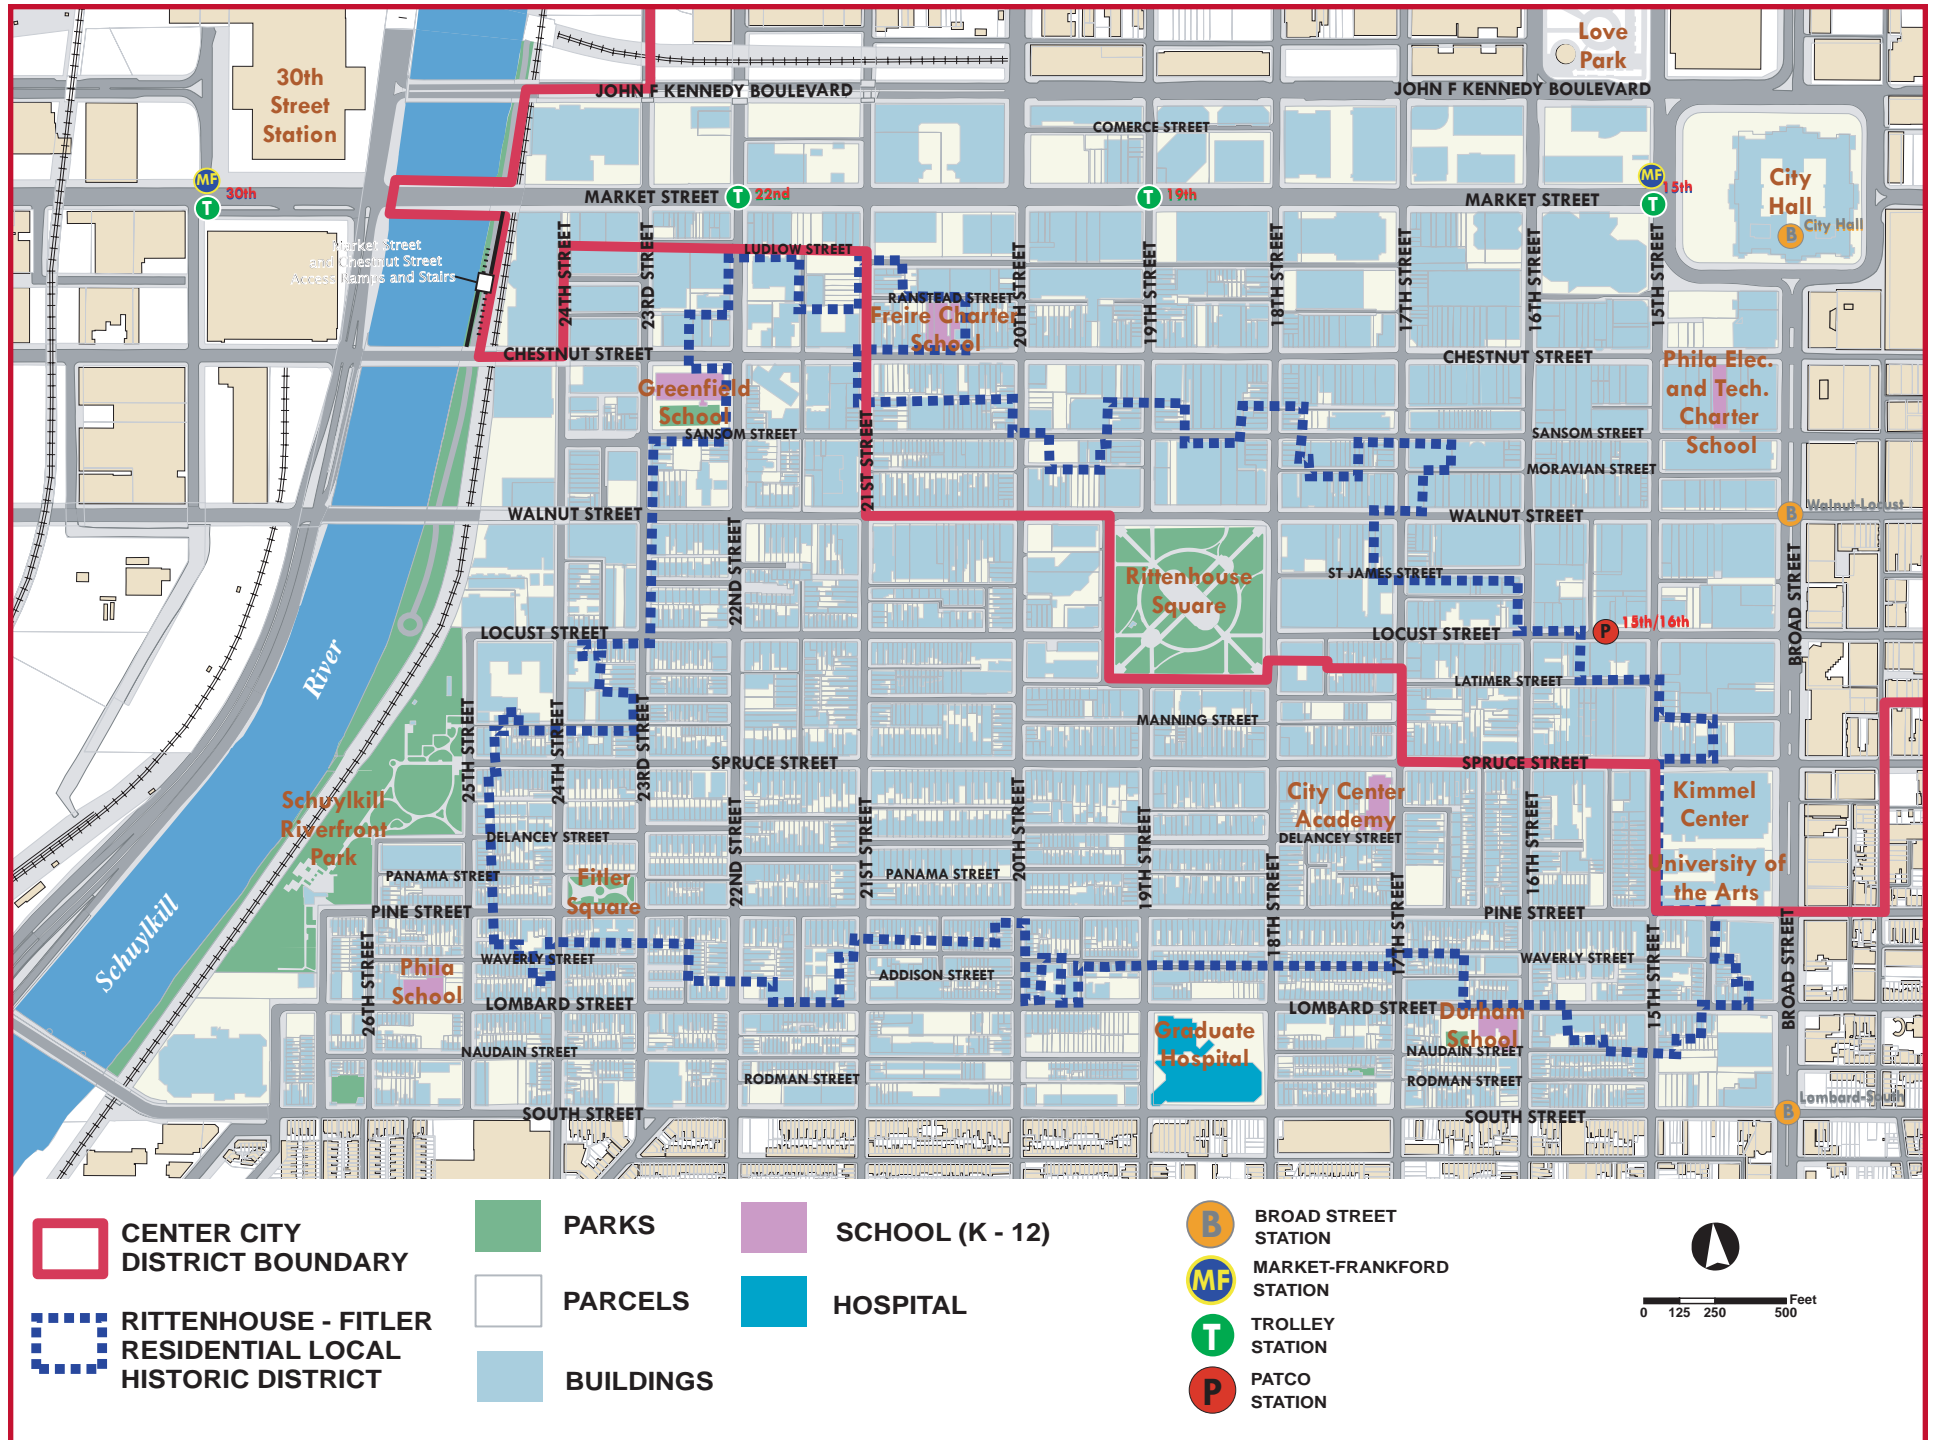 Love
Park
30th
Street
Station
JOHN F KENNEDY BOULEVARD
JOHN F KENNEDY BOULEVARD
COMERCE STREET
MF
30th
T
MARKET STREET
T
22nd
T
19th
MARKET STREET
MF
15th
T
City
Hall
City Hall
B
Market Street
and Chestnut Street
Access Ramps and Stairs
24TH STREET
23RD STREET
LUDLOW STREET
20TH STREET
19TH STREET
18TH STREET
17TH STREET
16TH STREET
15TH STREET
RANSTEAD STREET
Freire Charter
School
CHESTNUT STREET
CHESTNUT STREET
Greenfield
School
Phila Elec.
and Tech.
Charter
School
SANSOM STREET
SANSOM STREET
21ST STREET
MORAVIAN STREET
WALNUT STREET
WALNUT STREET
B
Walnut-Locust
22ND STREET
Rittenhouse
Square
ST JAMES STREET
BROAD STREET
LOCUST STREET
LOCUST STREET
P
15th/16th
River
LATIMER STREET
25TH STREET
24TH STREET
23RD STREET
MANNING STREET
SPRUCE STREET
SPRUCE STREET
Schuylkill
Riverfront
Park
City Center
Academy
Kimmel
Center
DELANCEY STREET
DELANCEY STREET
22ND STREET
21ST STREET
20TH STREET
19TH STREET
18TH STREET
17TH STREET
16TH STREET
PANAMA STREET
Fitler
Square
PANAMA STREET
University of
the Arts
PINE STREET
PINE STREET
Schuylkill
26TH STREET
WAVERLY STREET
WAVERLY STREET
15TH STREET
BROAD STREET
Phila
School
ADDISON STREET
LOMBARD STREET
LOMBARD STREET
Durham
School
Graduate
Hospital
NAUDAIN STREET
NAUDAIN STREET
RODMAN STREET
RODMAN STREET
Lombard-South
B
SOUTH STREET
SOUTH STREET
CENTER CITY
DISTRICT BOUNDARY
RITTENHOUSE - FITLER
RESIDENTIAL LOCAL
HISTORIC DISTRICT
PARKS
PARCELS
BUILDINGS
SCHOOL (K - 12)
HOSPITAL
B
BROAD STREET
STATION
MF
MARKET-FRANKFORD
STATION
T
TROLLEY
STATION
P
PATCO
STATION
Feet
0 125 250 500